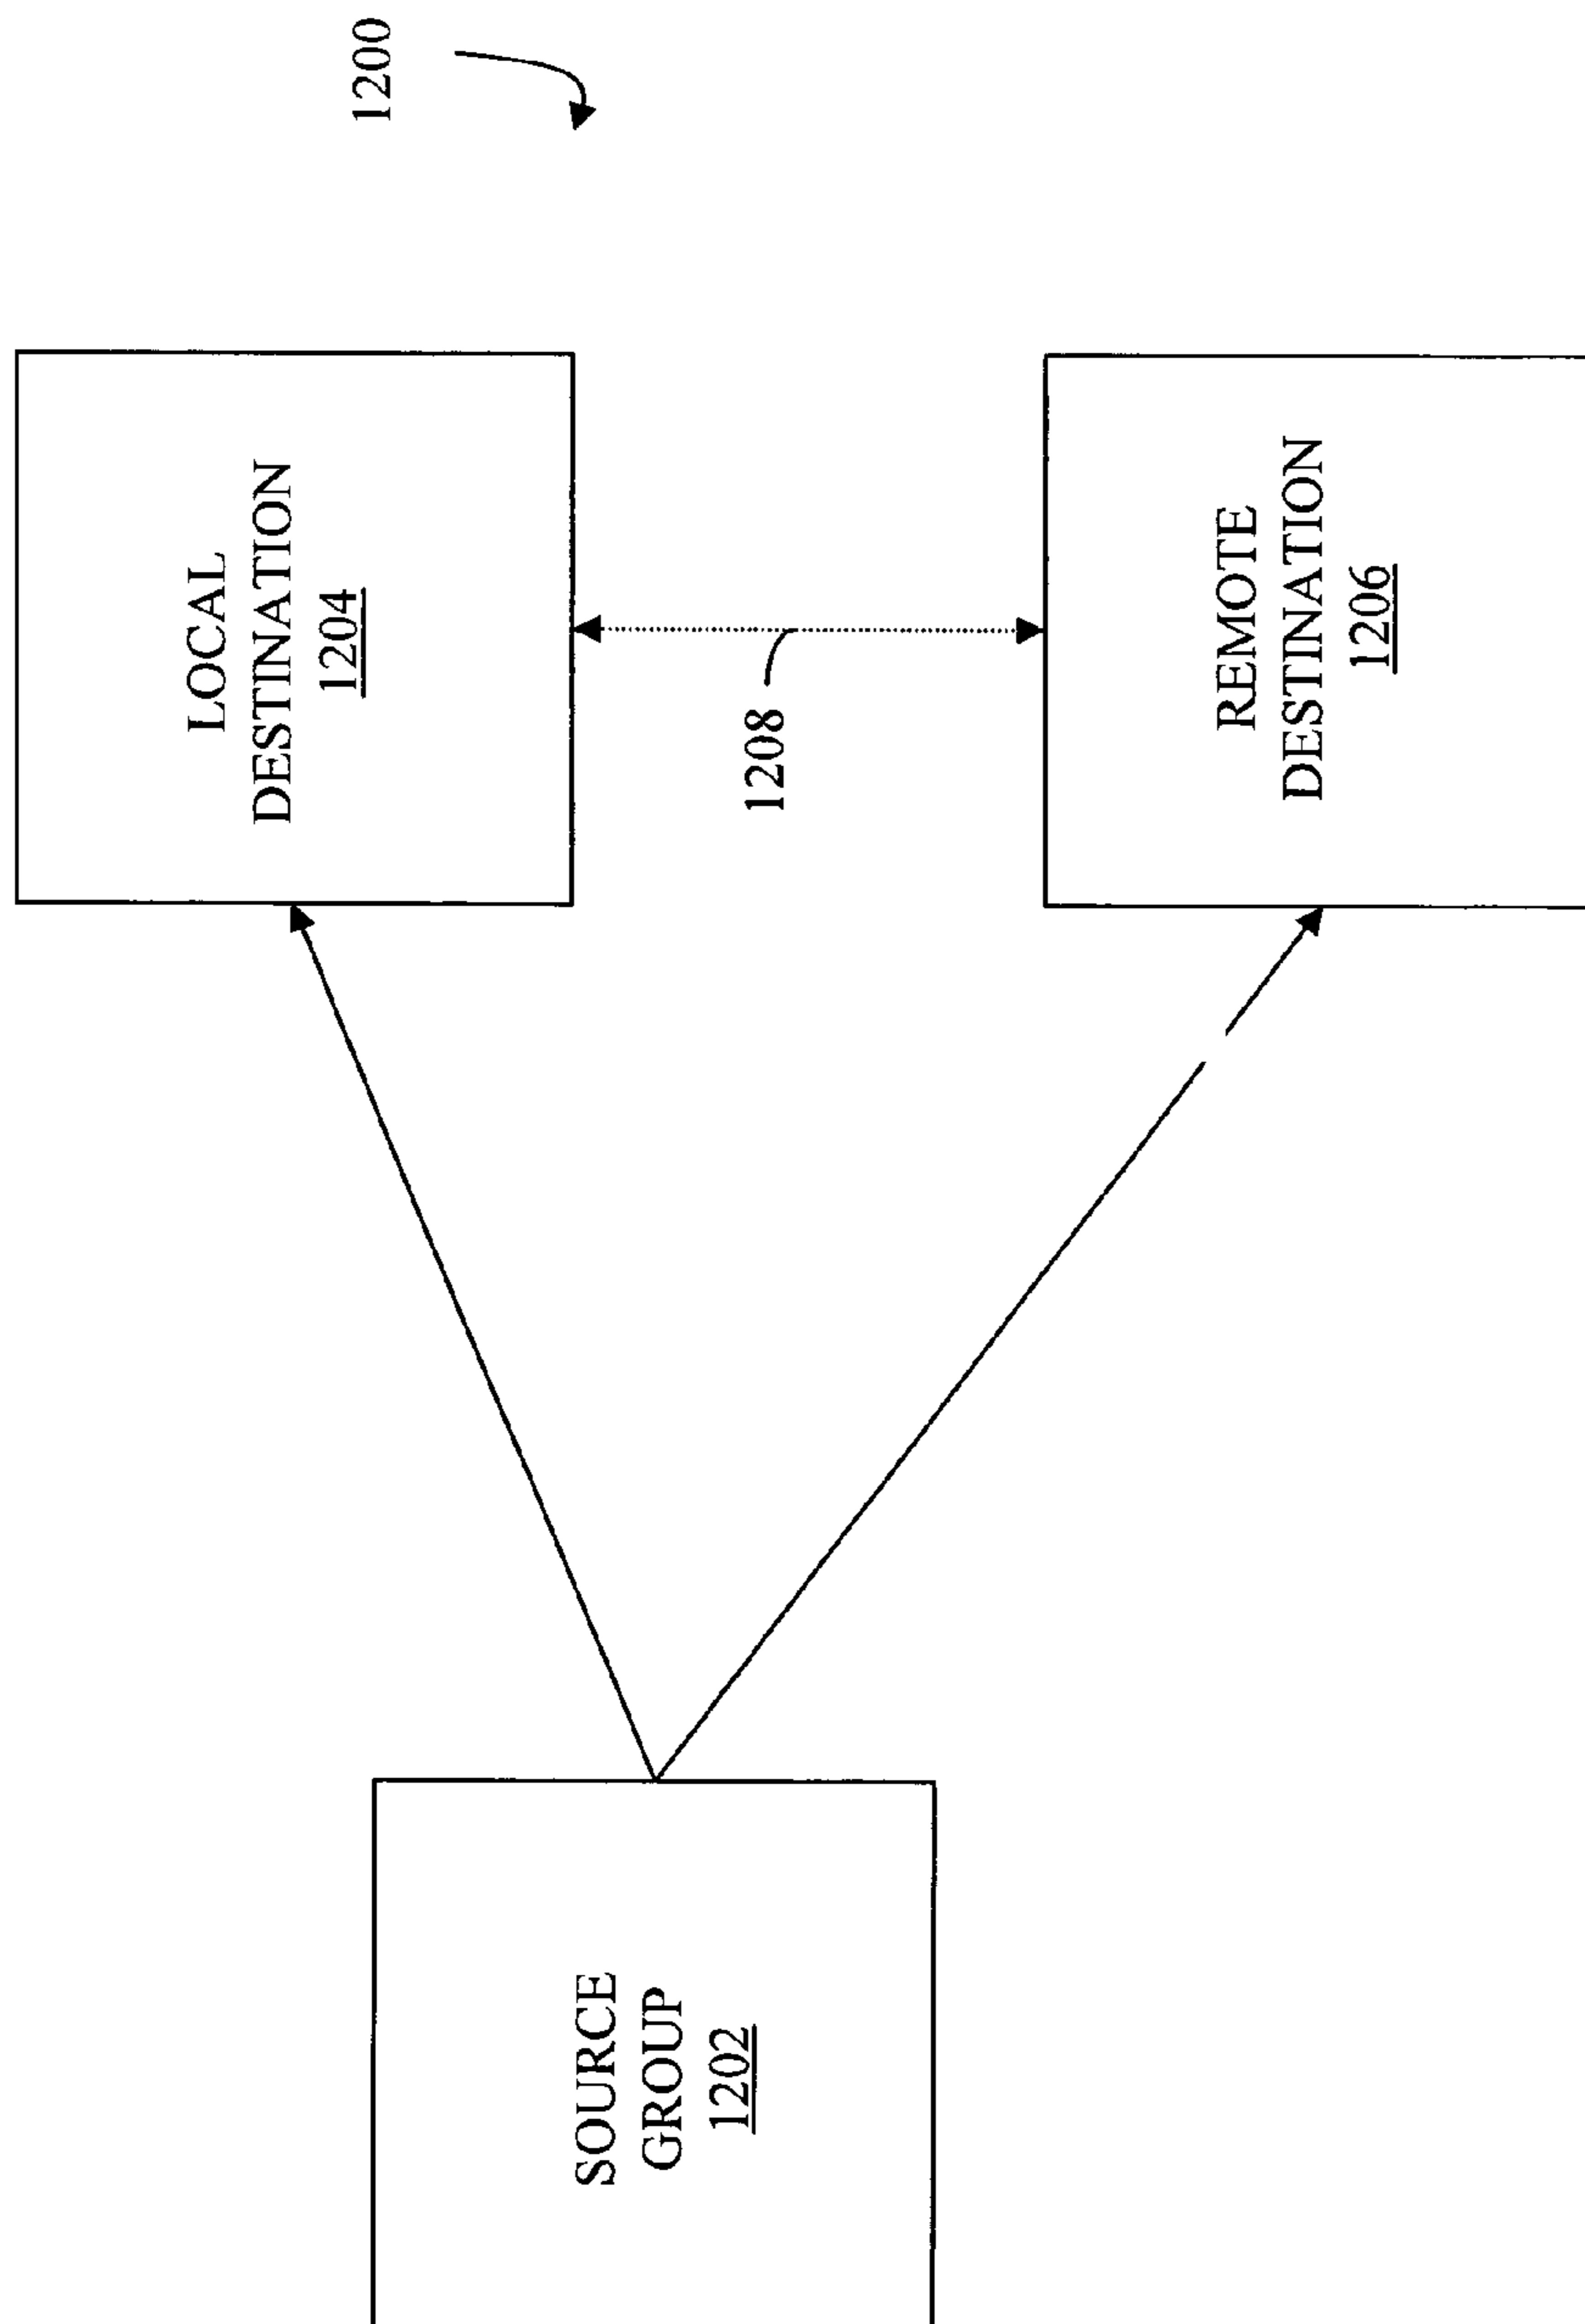 1200
LOCAL
DESTINATION
1204
1208
REMOTE
DESTINATION
1206
SOURCE
GROUP
1202